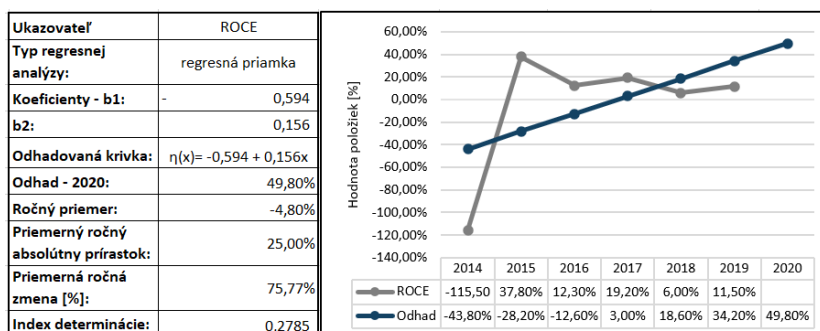 Ukazovateľ ROCE
Typ regresnej
analýzy: regresná priamka
Koeficienty - b1: - 0,594
b2: 0,156
Odhadovaná krivka: η(x)= -0,594 + 0,156x
Odhad - 2020: 49,80%
Ročný priemer: -4,80%
Priemerný ročný
absolútny prírastok: 25,00%
Priemerná ročná
zmena [%]: 75,77%
Index determinácie: 0,2785
Hodnota položiek [%]
60,00%
40,00%
20,00%
0,00%
-20,00%
-40,00%
-60,00%
-80,00%
-100,00%
-120,00%
-140,00%
2014 2015 2016 2017 2018 2019 2020
ROCE -115,50 37,80% 12,30% 19,20% 6,00% 11,50%
Odhad -43,80% -28,20% -12,60% 3,00% 18,60% 34,20% 49,80%